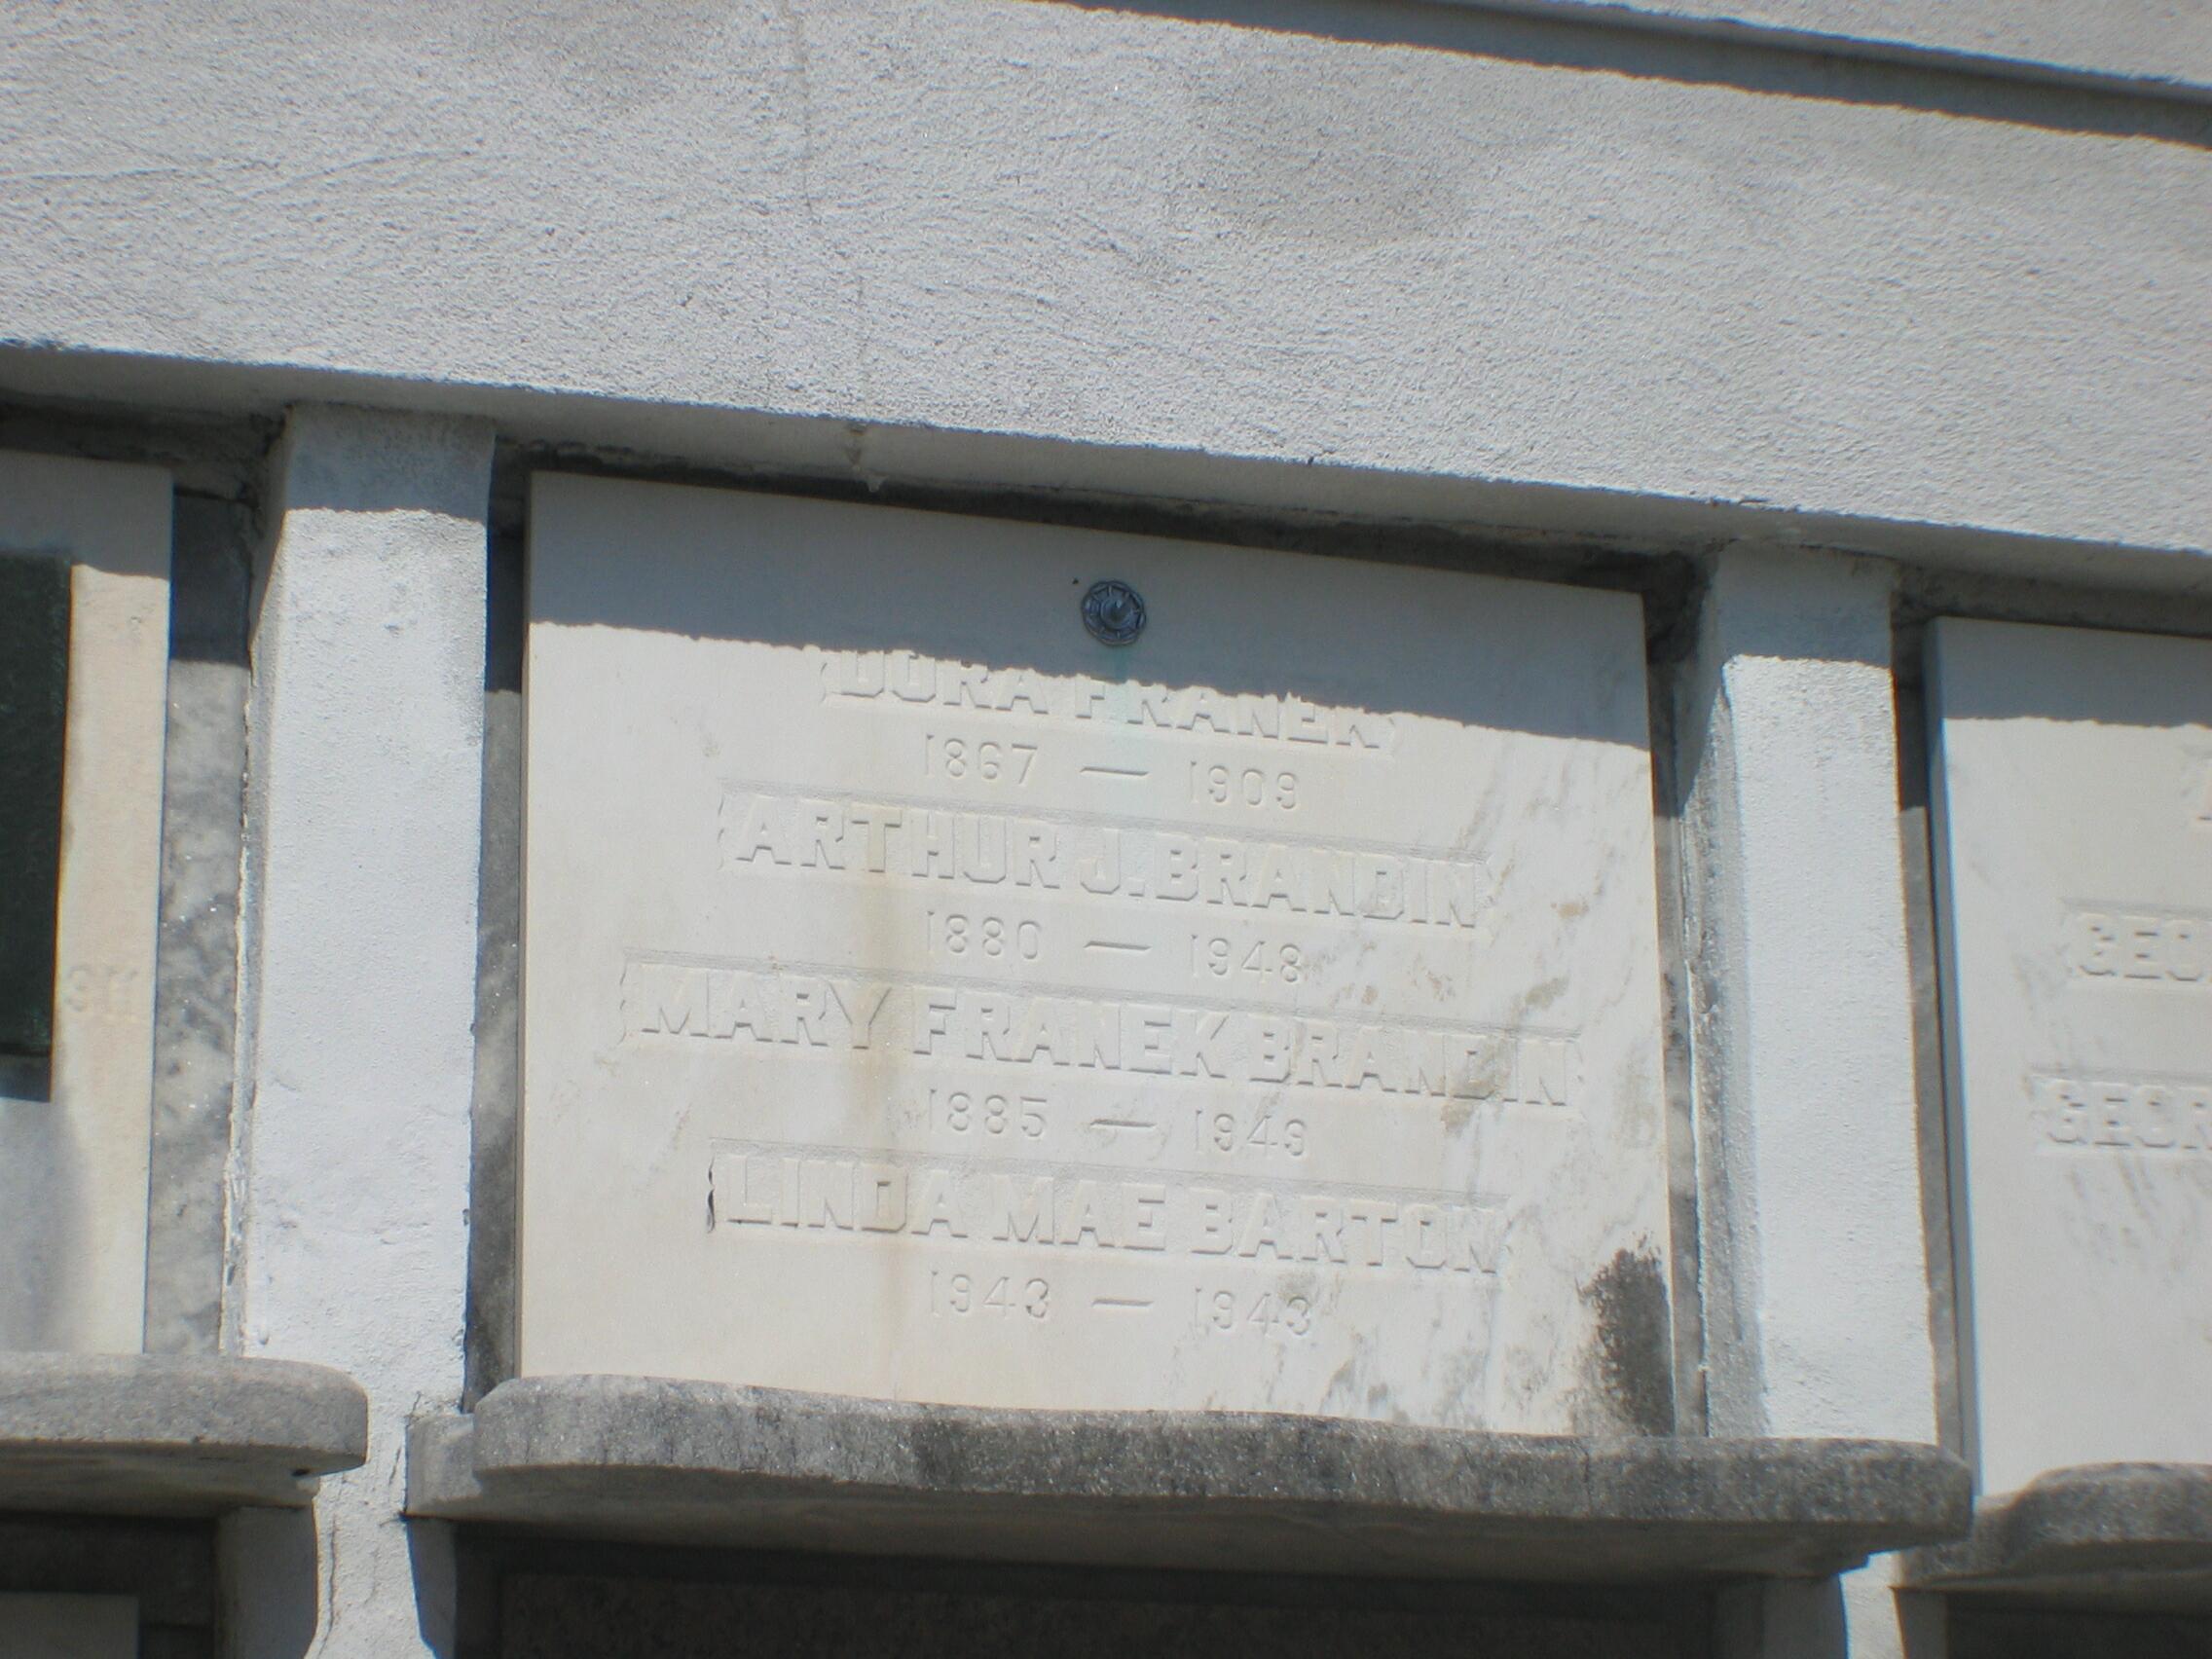 DORA FRANEK
1867 — 1909
ARTHUR J. BRANDIN
1880 — 1948
MARY FRANEK BRANDIN
1885 — 1949
LINDA MAE BARTON
1943 — 1943